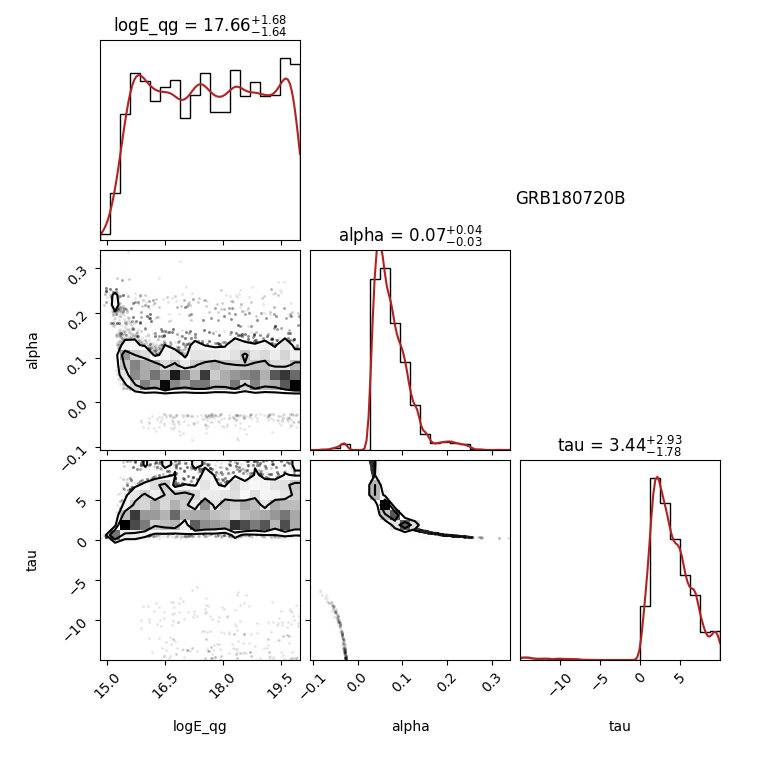 logE_qg = 17.66+1.68−1.64
GRB180720B
alpha = 0.07+0.04−0.03
0.3
0.2
0.1
0.0
−0.1
alpha
tau = 3.44+2.93−1.78
5
0
−5
−10
tau
15.0 16.5 18.0 19.5 −0.1 0.0 0.1 0.2 0.3 −10 −5 0 5
logE_qg alpha tau